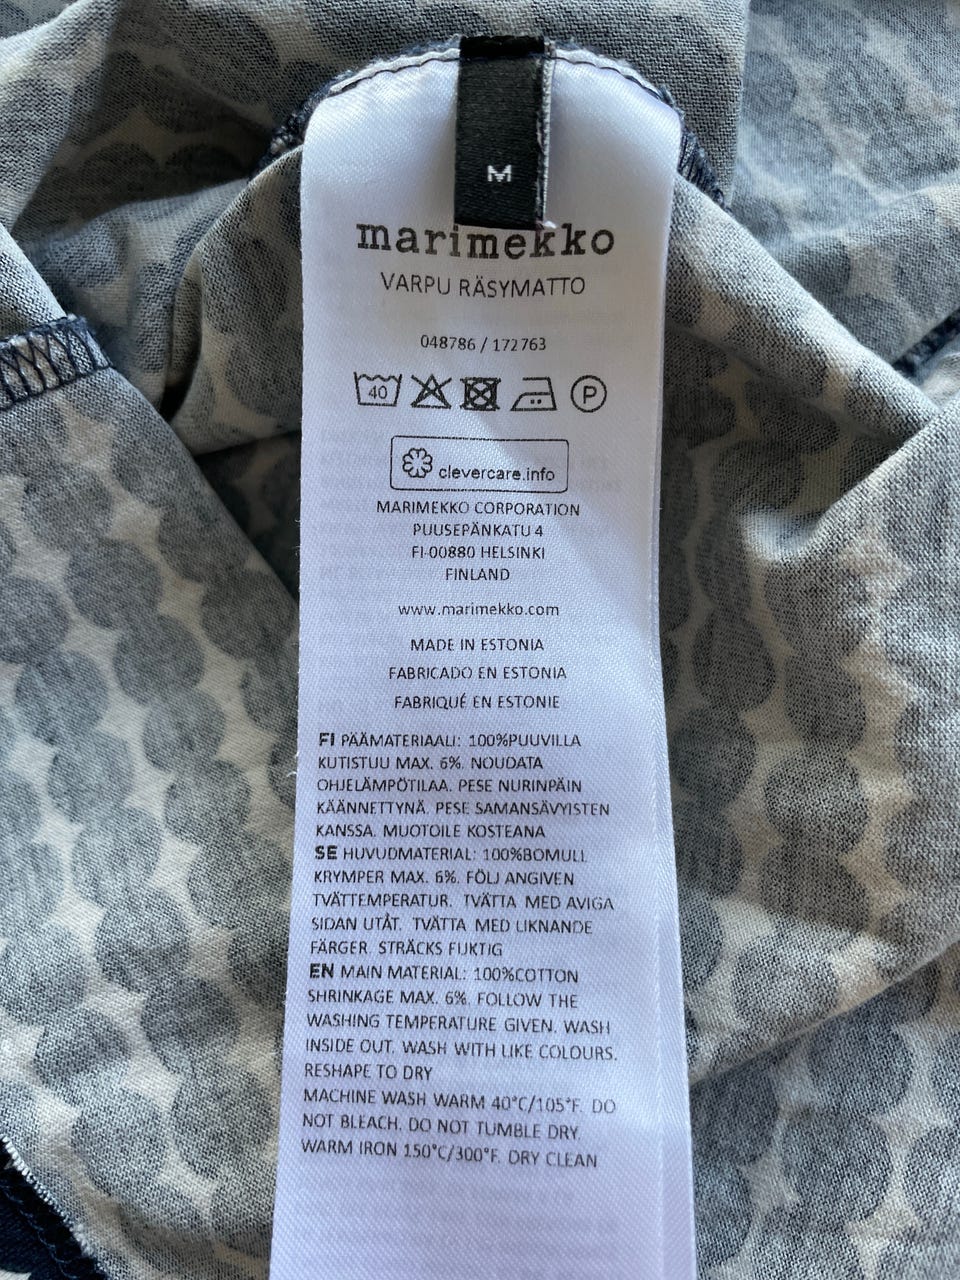 M
marimekko
VARPU RÄSYMATTO
048786 / 172763
40 P
clevercare.info
MARIMEKKO CORPORATION
PUUSEPÄNKATU 4
FI-00880 HELSINKI
FINLAND
www.marimekko.com
MADE IN ESTONIA
FABRICADO EN ESTONIA
FABRIQUÉ EN ESTONIE
FI PÄÄMATERIAALI: 100%PUUVILLA
KUTISTUU MAX. 6%. NOUDATA
OHJELÄMPÖTILAA. PESE NURINPÄIN
KÄÄNNETTYNÄ. PESE SAMANSÄVYISTEN
KANSSA. MUOTOILE KOSTEANA
SE HUVUDMATERIAL: 100%BOMULL
KRYMPER MAX. 6%. FÖLJ ANGIVEN
TVÄTTEMPERATUR. TVÄTTA MED AVIGA
SIDAN UTÅT. TVÄTTA MED LIKNANDE
FÄRGER. STRÄCKS FUKTIG
EN MAIN MATERIAL: 100%COTTON
SHRINKAGE MAX. 6%. FOLLOW THE
WASHING TEMPERATURE GIVEN. WASH
INSIDE OUT. WASH WITH LIKE COLOURS.
RESHAPE TO DRY
MACHINE WASH WARM 40°C/105°F. DO
NOT BLEACH. DO NOT TUMBLE DRY.
WARM IRON 150°C/300°F. DRY CLEAN